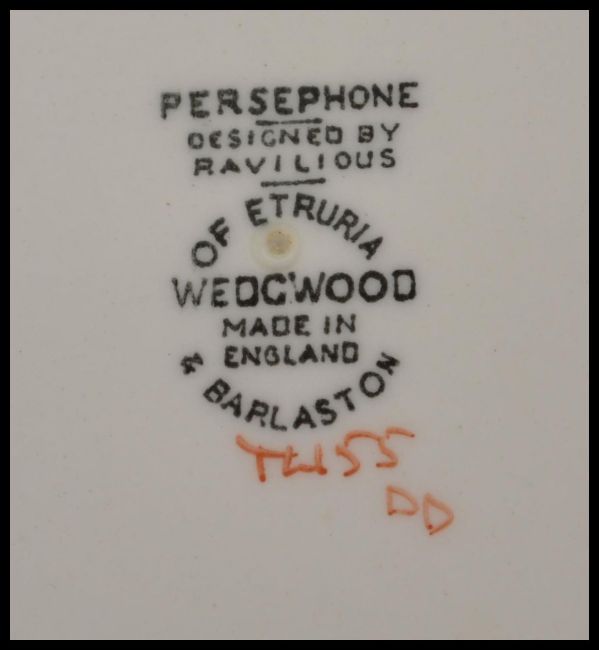 PERSEPHONE
DESIGNED BY
RAVILIOUS
OF ETRURIA
WEDGWOOD
MADE IN
ENGLAND
& BARLASTON
TL155
DD